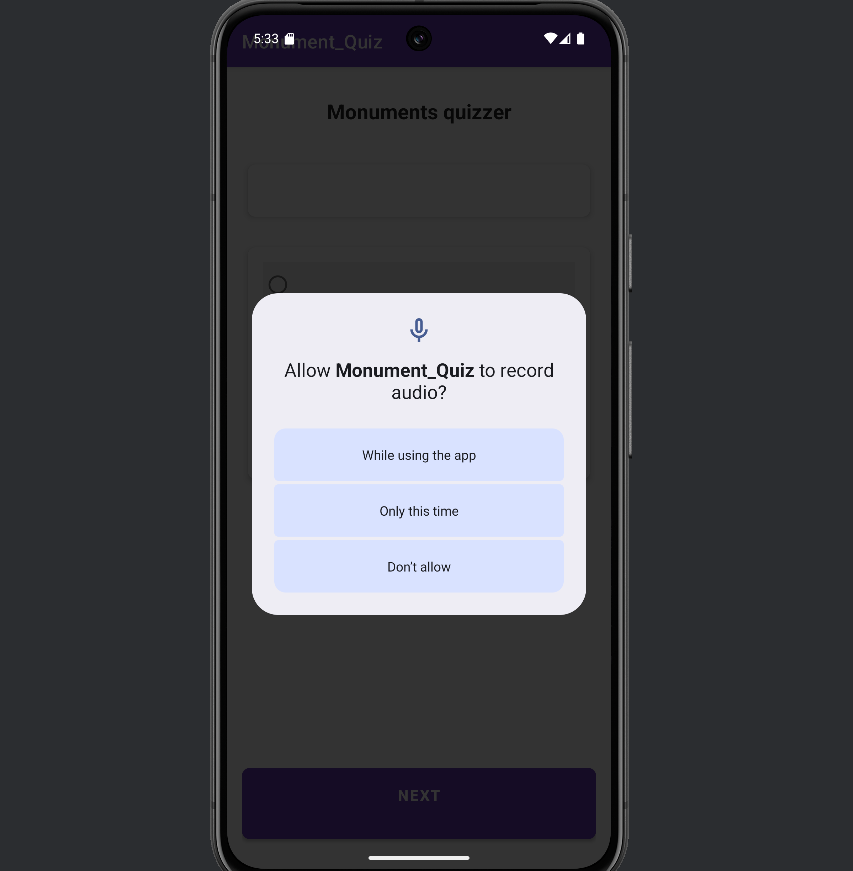 5:33
Monument_Quiz
Monuments quizzer
Allow Monument_Quiz to record
audio?
While using the app
Only this time
Don't allow
NEXT